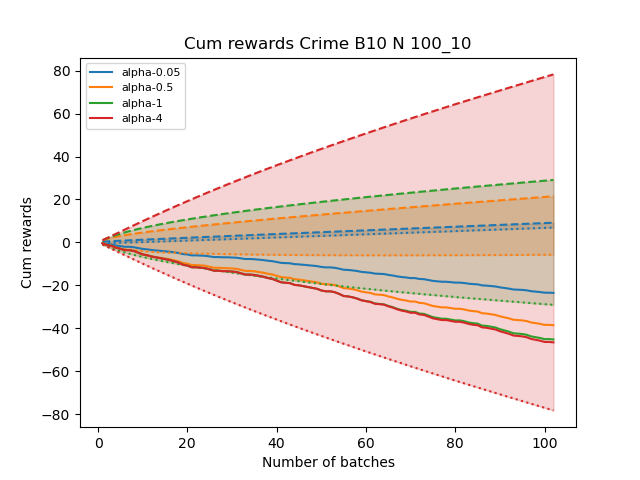 Cum rewards Crime B10 N 100_10
alpha-0.05
alpha-0.5
alpha-1
alpha-4
80
60
40
20
0
−20
−40
−60
−80
Cum rewards
0 20 40 60 80 100
Number of batches